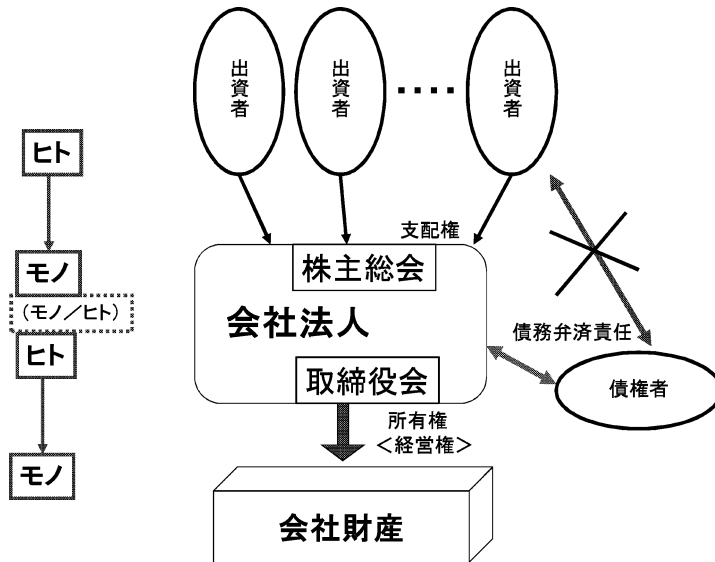 出資者
出資者
出資者
ヒト
モノ
(モノ／ヒト)
ヒト
モノ
支配権
株主総会
会社法人
取締役会
債務弁済責任
債権者
所有権
＜経営権＞
会社財産